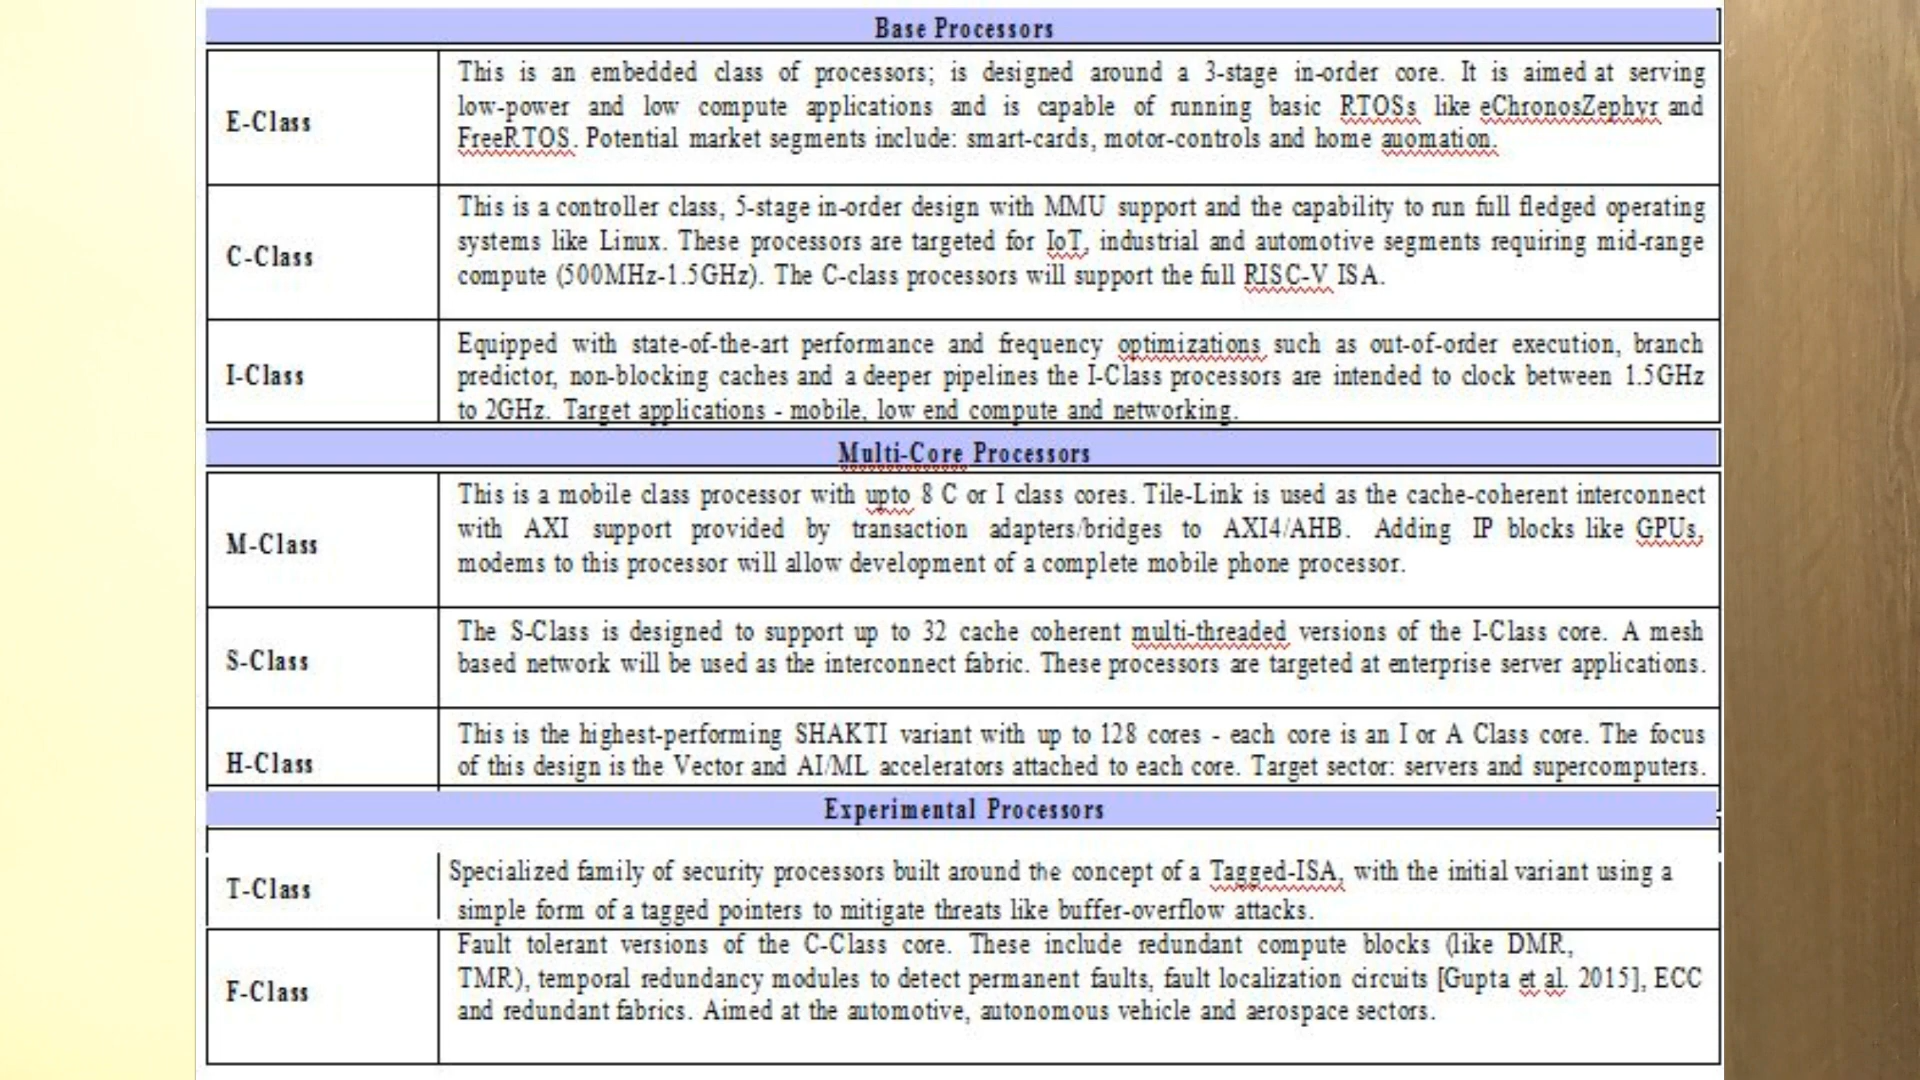 Base Processors
E-Class
This is an embedded class of processors; is designed around a 3-stage in-order core. It is aimed at serving
low-power and low compute applications and is capable of running basic RTOSs like eChronosZephyr and
FreeRTOS. Potential market segments include: smart-cards, motor-controls and home auomation.
C-Class
This is a controller class, 5-stage in-order design with MMU support and the capability to run full fledged operating
systems like Linux. These processors are targeted for IoT, industrial and automotive segments requiring mid-range
compute (500MHz-1.5GHz). The C-class processors will support the full RISC-V ISA.
I-Class
Equipped with state-of-the-art performance and frequency optimizations such as out-of-order execution, branch
predictor, non-blocking caches and a deeper pipelines the I-Class processors are intended to clock between 1.5GHz
to 2GHz. Target applications - mobile, low end compute and networking.
Multi-Core Processors
M-Class
This is a mobile class processor with upto 8 C or I class cores. Tile-Link is used as the cache-coherent interconnect
with AXI support provided by transaction adapters/bridges to AXI4/AHB. Adding IP blocks like GPUs,
modems to this processor will allow development of a complete mobile phone processor.
S-Class
The S-Class is designed to support up to 32 cache coherent multi-threaded versions of the I-Class core. A mesh
based network will be used as the interconnect fabric. These processors are targeted at enterprise server applications.
H-Class
This is the highest-performing SHAKTI variant with up to 128 cores - each core is an I or A Class core. The focus
of this design is the Vector and AI/ML accelerators attached to each core. Target sector: servers and supercomputers.
Experimental Processors
T-Class
Specialized family of security processors built around the concept of a Tagged-ISA, with the initial variant using a
simple form of a tagged pointers to mitigate threats like buffer-overflow attacks.
F-Class
Fault tolerant versions of the C-Class core. These include redundant compute blocks (like DMR,
TMR), temporal redundancy modules to detect permanent faults, fault localization circuits [Gupta et al. 2015], ECC
and redundant fabrics. Aimed at the automotive, autonomous vehicle and aerospace sectors.